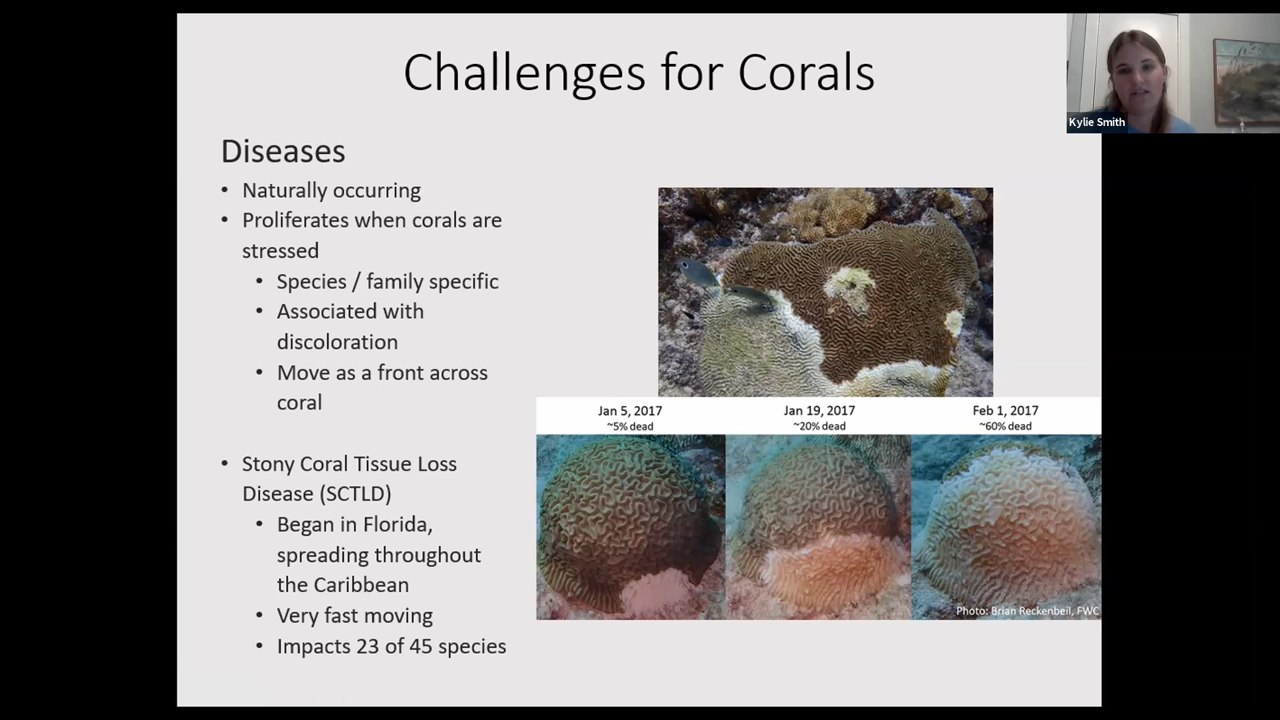 Challenges for Corals
Kylie Smith
Diseases
• Naturally occurring
• Proliferates when corals are
stressed
• Species / family specific
• Associated with
discoloration
• Move as a front across
coral
• Stony Coral Tissue Loss
Disease (SCTLD)
• Began in Florida,
spreading throughout
the Caribbean
• Very fast moving
• Impacts 23 of 45 species
Jan 5, 2017
~5% dead
Jan 19, 2017
~20% dead
Feb 1, 2017
~60% dead
Photo: Brian Reckenbeil, FWC